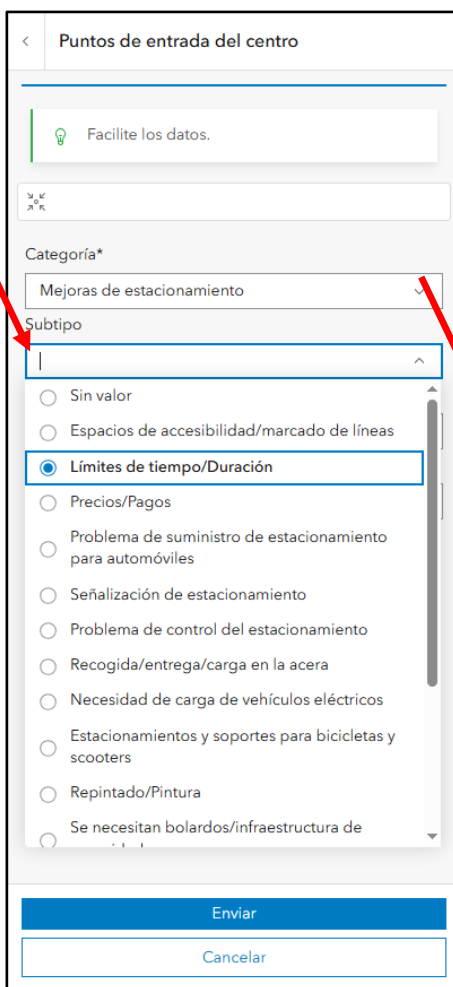 Puntos de entrada del centro
Facilite los datos.
Categoría*
Mejoras de estacionamiento
Subtipo
Sin valor
Espacios de accesibilidad/marcado de líneas
Límites de tiempo/Duración
Precios/Pagos
Problema de suministro de estacionamiento
para automóviles
Señalización de estacionamiento
Problema de control del estacionamiento
Recogida/entrega/carga en la acera
Necesidad de carga de vehículos eléctricos
Estacionamientos y soportes para bicicletas y
scooters
Repintado/Pintura
Se necesitan bolardos/infraestructura de
Enviar
Cancelar